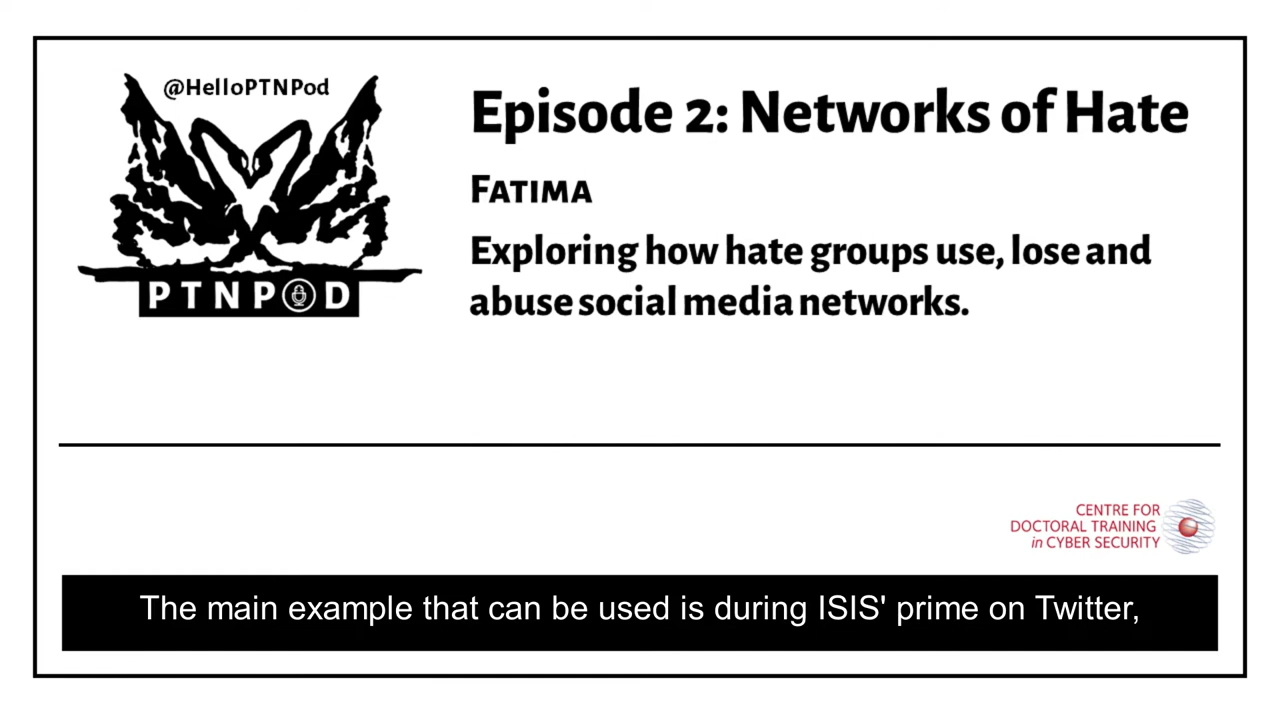 @HelloPTNPod
PTNPOD
Episode 2: Networks of Hate
Fatima
Exploring how hate groups use, lose and
abuse social media networks.
CENTRE FOR
DOCTORAL TRAINING
in CYBER SECURITY
The main example that can be used is during ISIS' prime on Twitter,